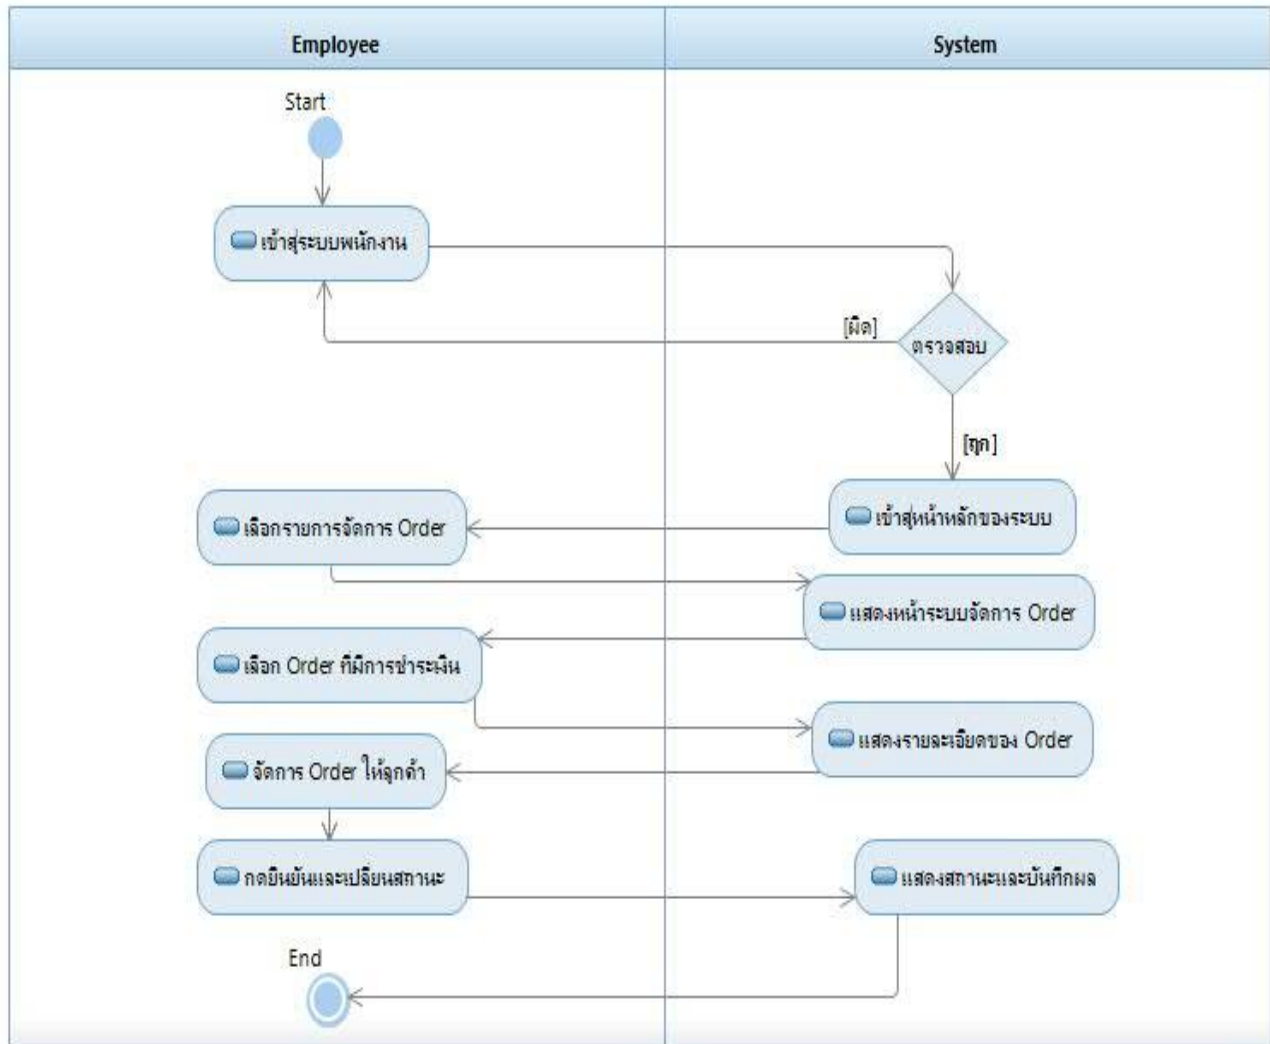 Employee
System
Start
เข้าสู่ระบบพนักงาน
[ผิด]
ตรวจสอบ
[ถูก]
เข้าสู่หน้าหลักของระบบ
เลือกรายการจัดการ Order
แสดงหน้าระบบจัดการ Order
เลือก Order ที่มีการชำระเงิน
แสดงรายละเอียดของ Order
จัดการ Order ให้ลูกค้า
กดยืนยันและเปลี่ยนสถานะ
แสดงสถานะและบันทึกผล
End